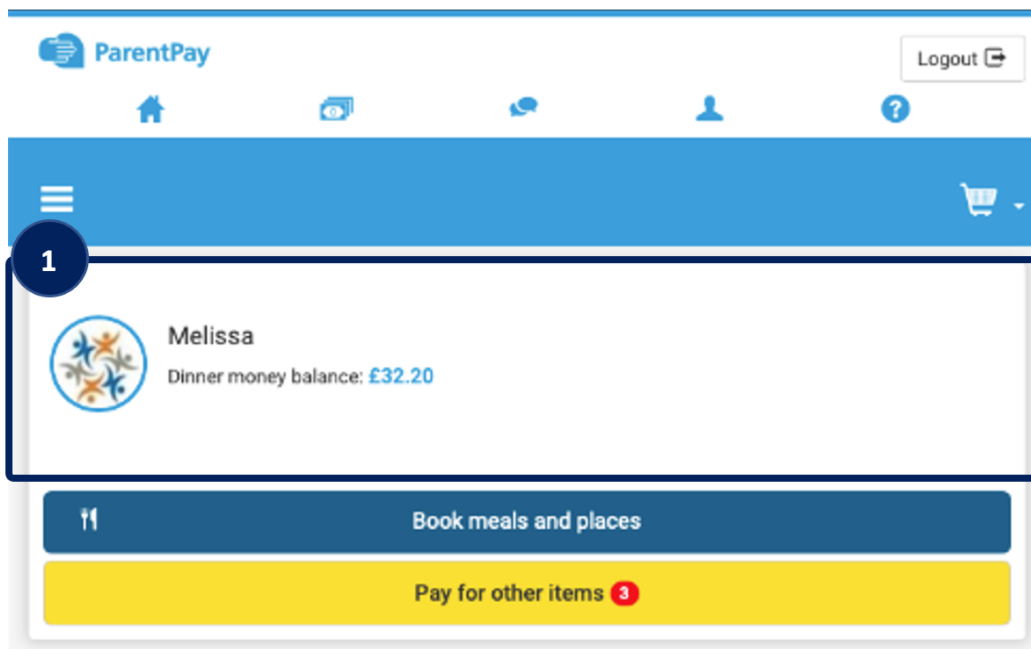 ParentPay
Logout
1
Melissa
Dinner money balance: £32.20
Book meals and places
Pay for other items 3